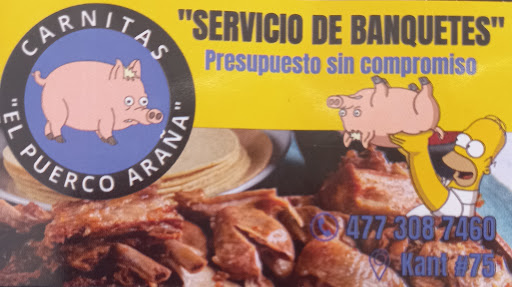 CARNITAS
"EL PUERCO ARAÑA"
"SERVICIO DE BANQUETES"
Presupuesto sin compromiso
477 308 7460
Kant #75